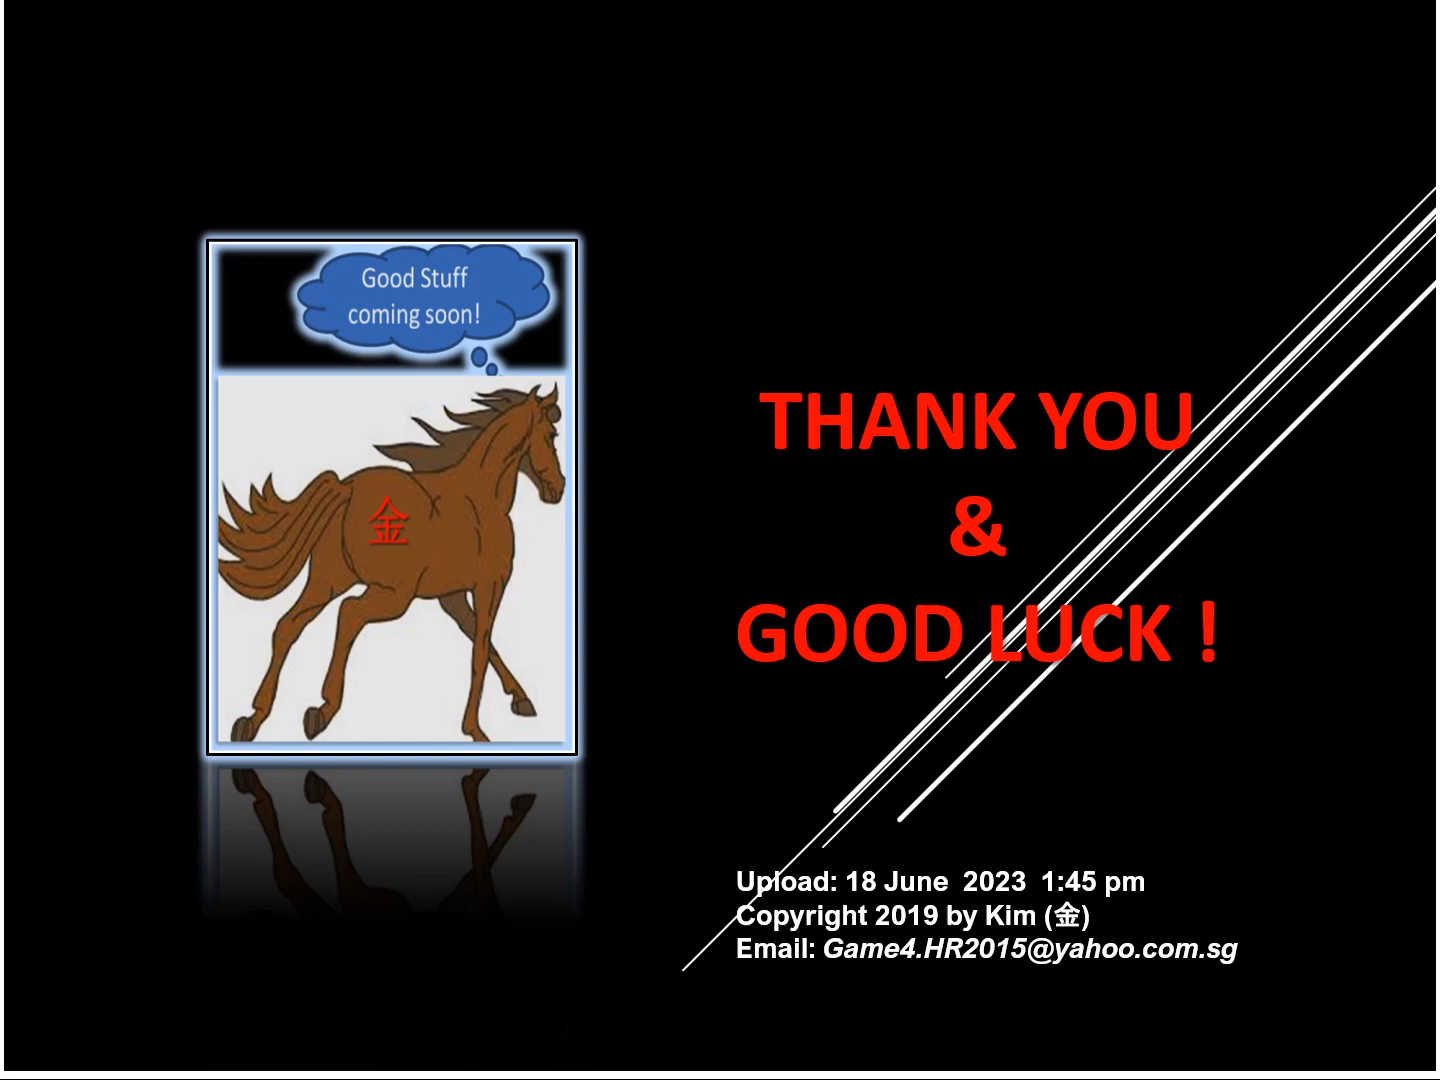 Good Stuff
coming soon!
金
THANK YOU
&
GOOD LUCK !
Upload: 18 June  2023  1:45 pm
Copyright 2019 by Kim (金)
Email: Game4.HR2015@yahoo.com.sg